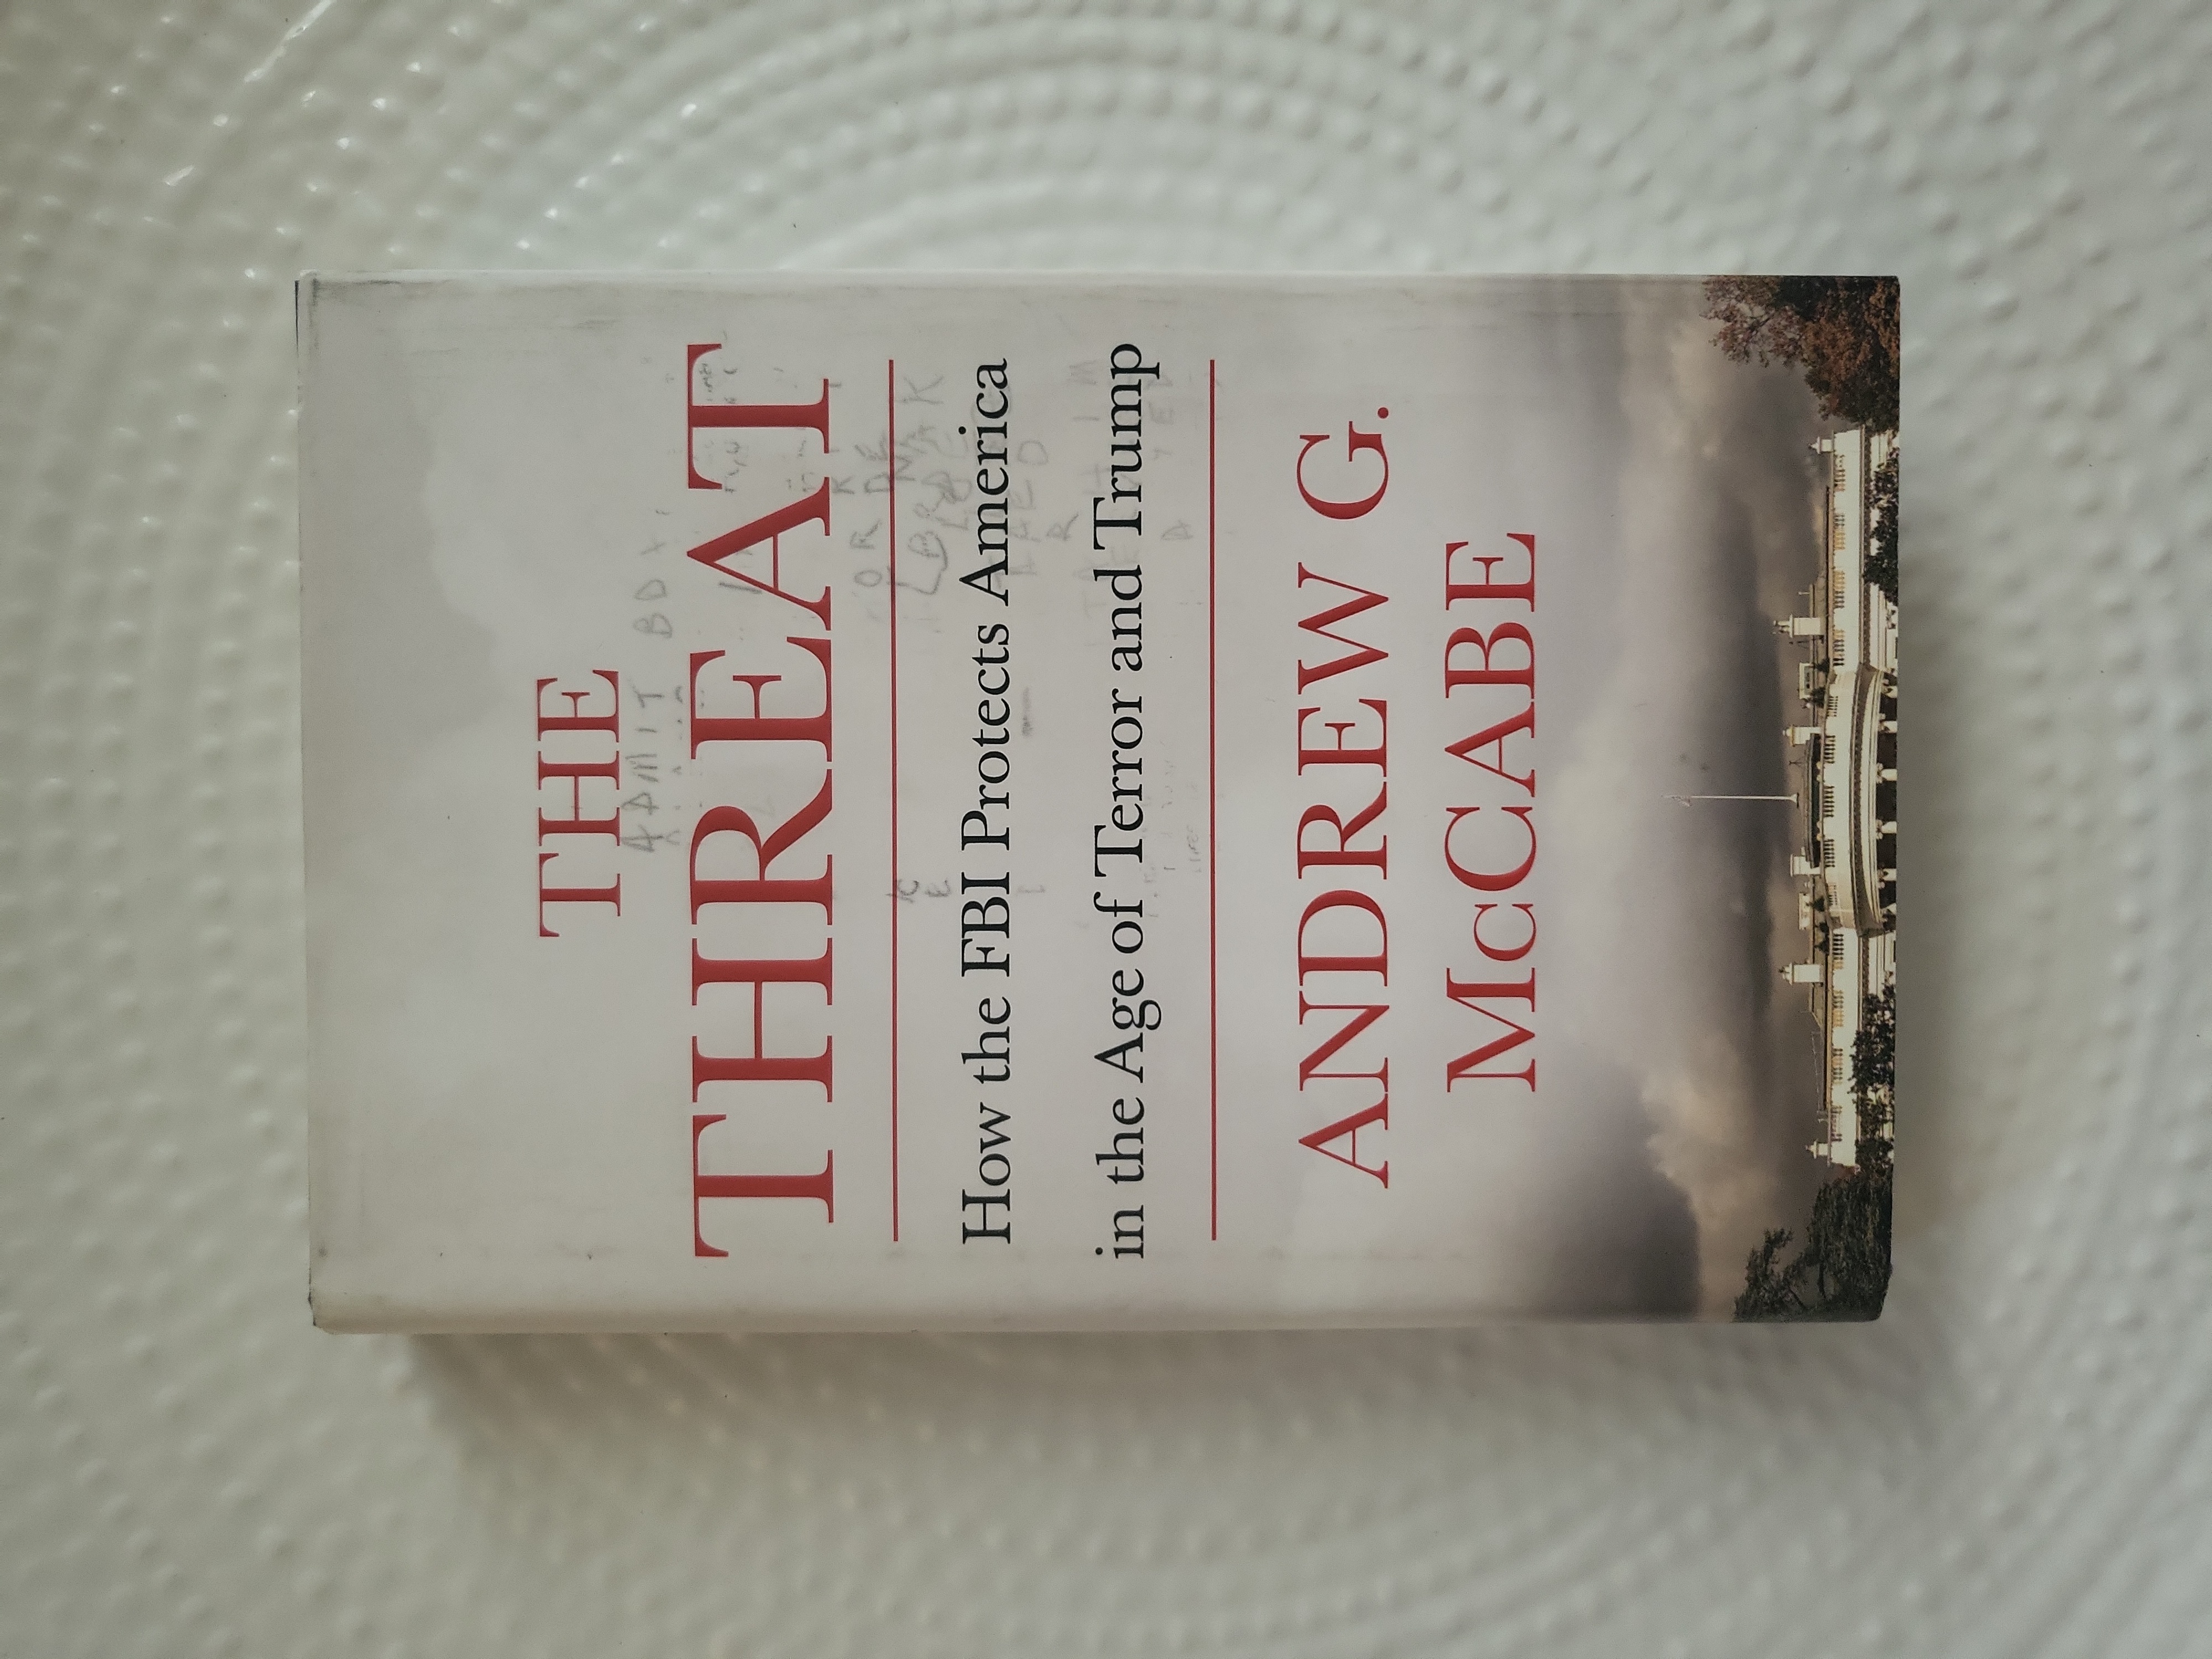 THE
THREAT
How the FBI Protects America
in the Age of Terror and Trump
ANDREW G.
McCABE